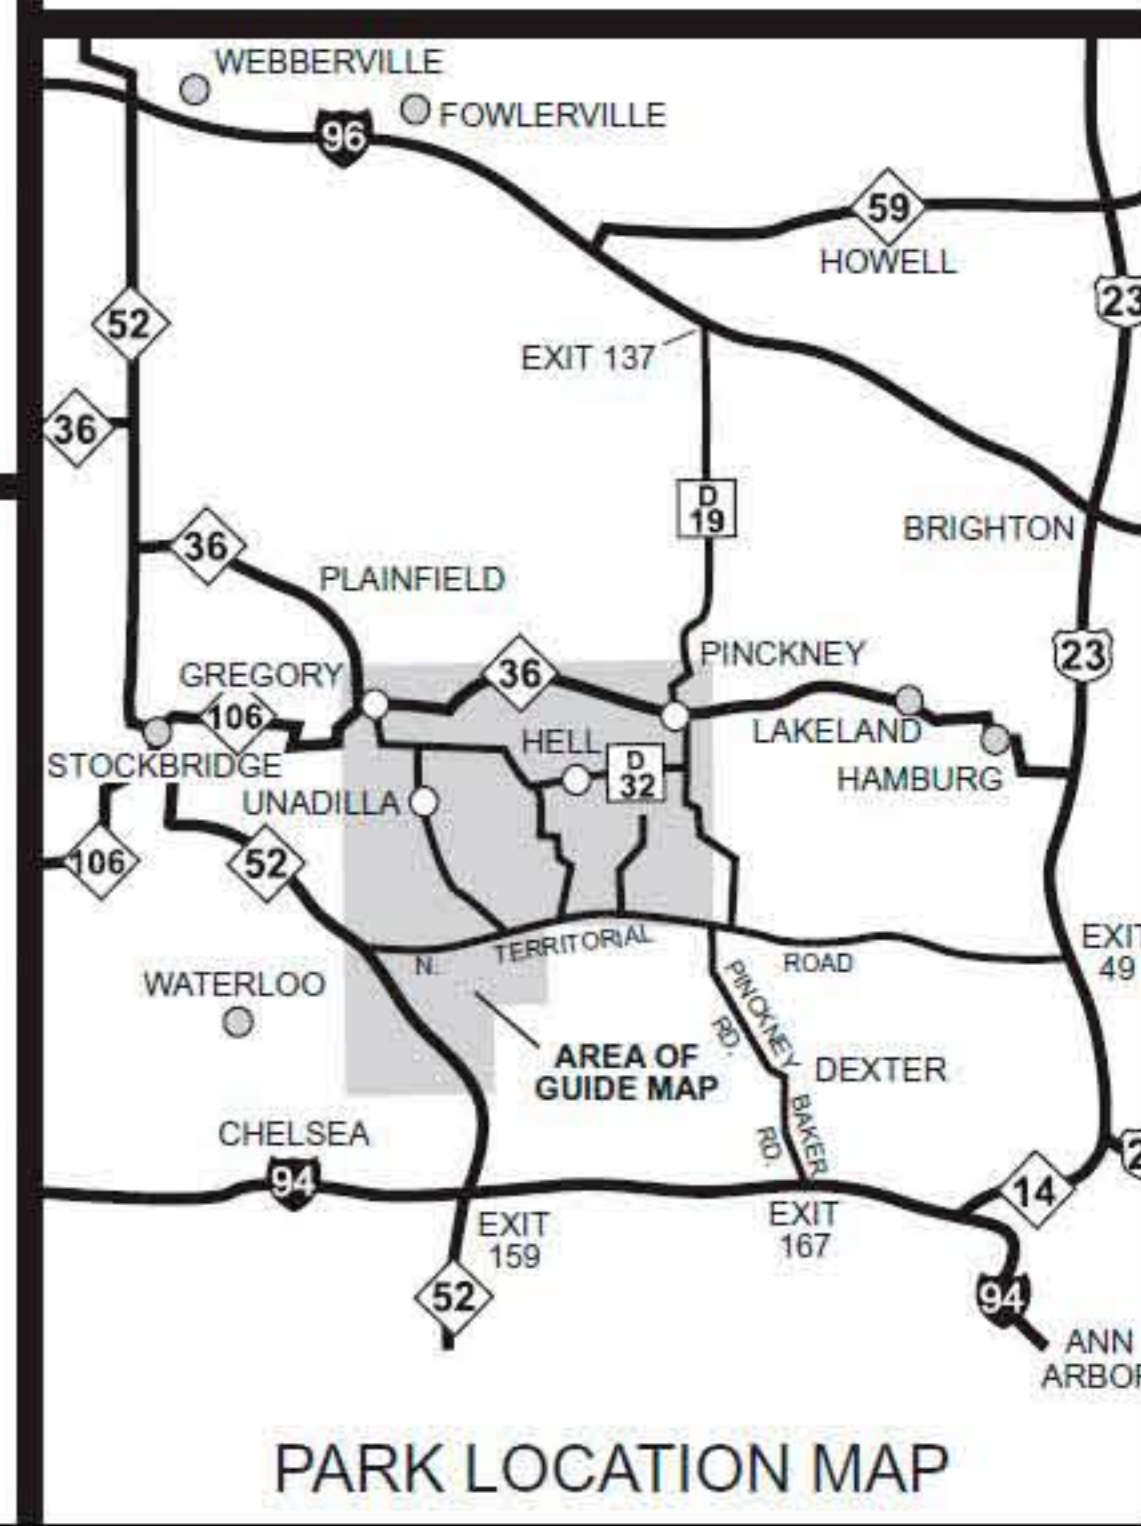 WEBBERVILLE
FOWLERVILLE
96
59
HOWELL
23
52
EXIT 137
36
D
19
BRIGHTON
36
PLAINFIELD
PINCKNEY
23
GREGORY
36
106
LAKELAND
HELL
D
32
STOCKBRIDGE
HAMBURG
UNADILLA
106
52
N.
TERRITORIAL
ROAD
EXIT
49
WATERLOO
PINCKNEY
RD.
AREA OF
GUIDE MAP
DEXTER
BAKER
RD.
CHELSEA
94
14
EXIT
159
EXIT
167
52
94
ANN
ARBOR
PARK LOCATION MAP